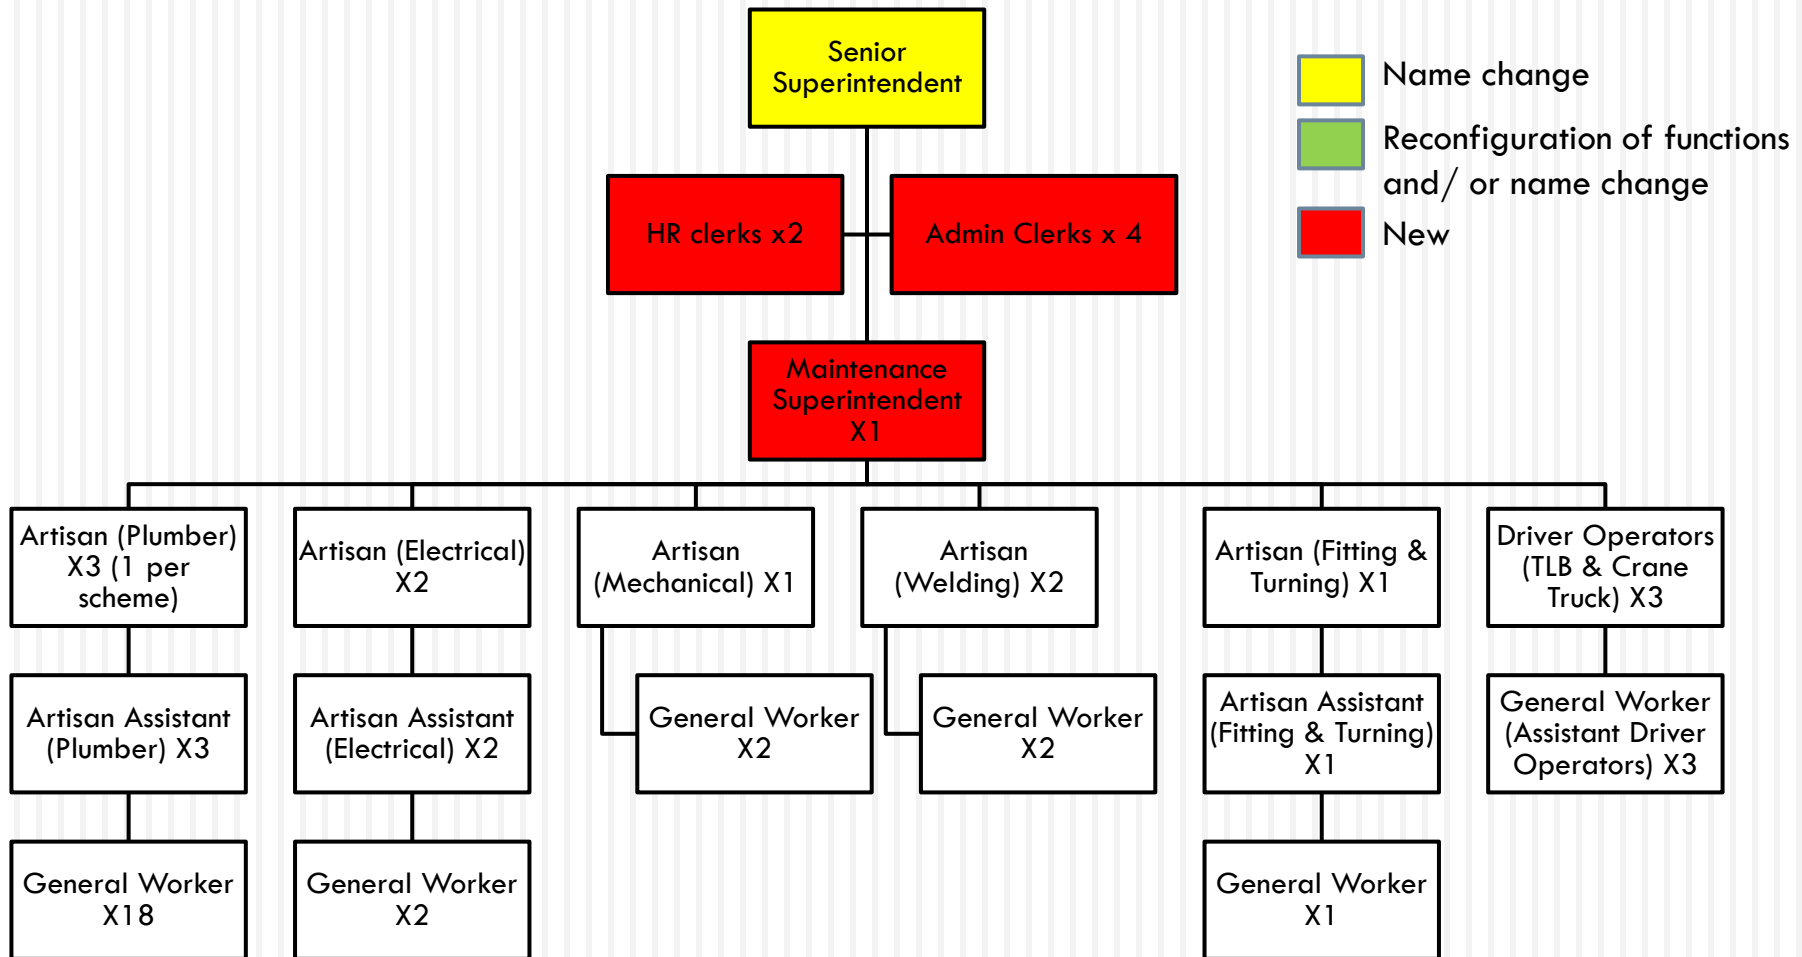 Senior
Superintendent
Name change
Reconfiguration of functions
and/ or name change
New
HR clerks x2
Admin Clerks x 4
Maintenance
Superintendent
X1
Artisan (Plumber)
X3 (1 per
scheme)
Artisan (Electrical)
X2
Artisan
(Mechanical) X1
Artisan
(Welding) X2
Artisan (Fitting &
Turning) X1
Driver Operators
(TLB & Crane
Truck) X3
Artisan Assistant
(Plumber) X3
Artisan Assistant
(Electrical) X2
General Worker
X2
General Worker
X2
Artisan Assistant
(Fitting & Turning)
X1
General Worker
(Assistant Driver
Operators) X3
General Worker
X18
General Worker
X2
General Worker
X1